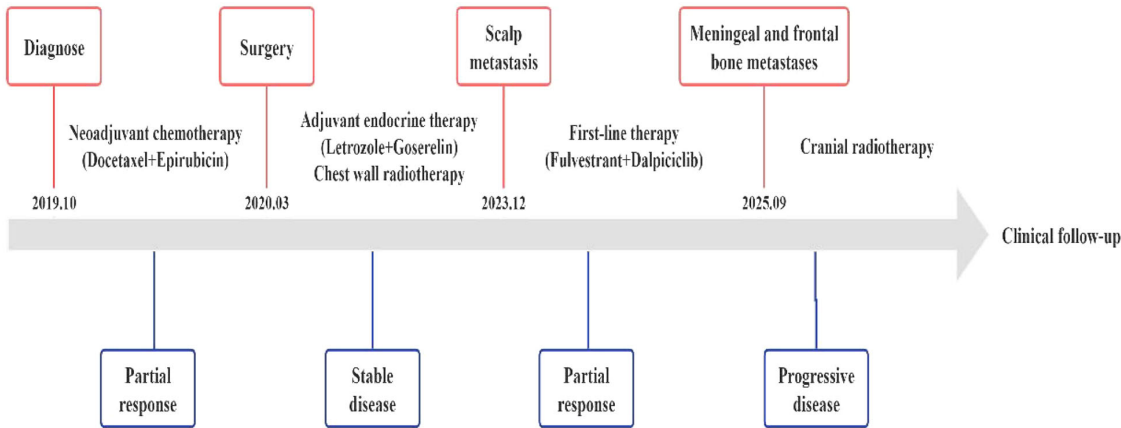 Diagnose
Surgery
Scalp
metastasis
Meningeal and frontal
bone metastases
Neoadjuvant chemotherapy
(Docetaxel+Epirubicin)
Adjuvant endocrine therapy
(Letrozole+Goserelin)
Chest wall radiotherapy
First-line therapy
(Fulvestrant+Dalpiciclib)
Cranial radiotherapy
2019.10
2020.03
2023.12
2025.09
Clinical follow-up
Partial
response
Stable
disease
Partial
response
Progressive
disease